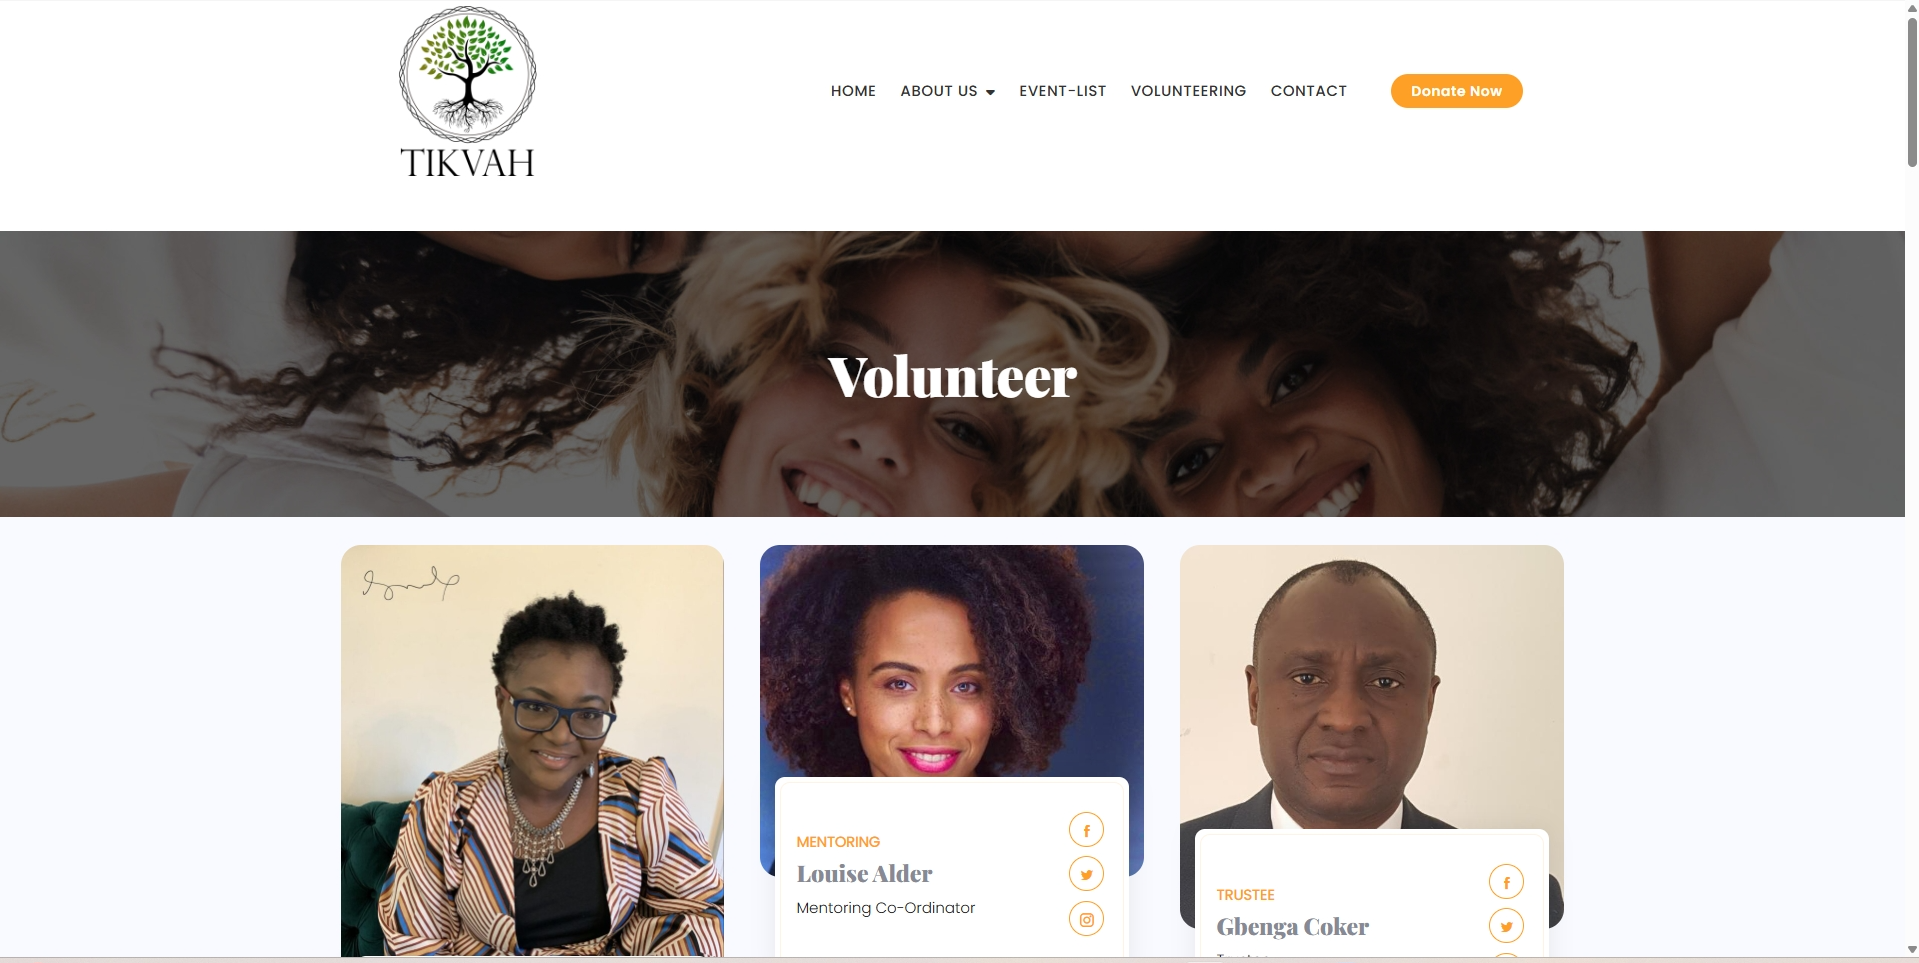 TIKVAH
HOME ABOUT US EVENT-LIST VOLUNTEERING CONTACT Donate Now
Volunteer
MENTORING
Louise Alder
Mentoring Co-Ordinator
TRUSTEE
Gbenga Coker